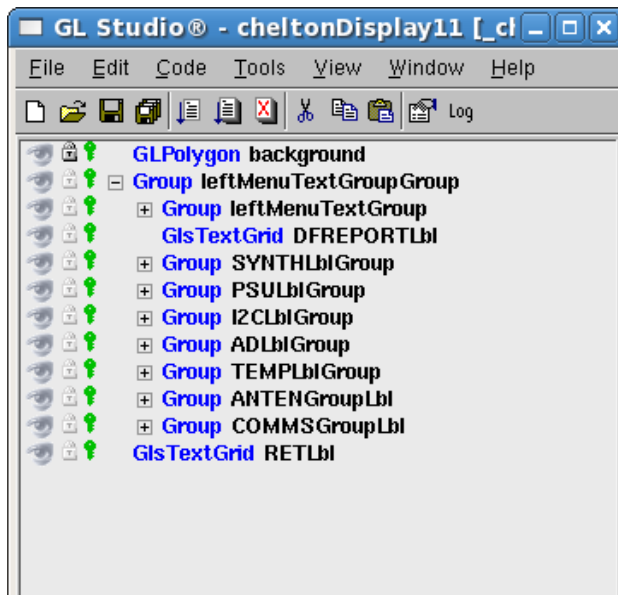 GL Studio® - cheltonDisplay11 [_ch
File Edit Code Tools View Window Help
Log
GLPolygon background
Group leftMenuTextGroupGroup
Group leftMenuTextGroup
GlsTextGrid DFREPORTLbl
Group SYNTHLblGroup
Group PSULblGroup
Group I2CLblGroup
Group ADLblGroup
Group TEMPLblGroup
Group ANTENGroupLbl
Group COMMSGroupLbl
GlsTextGrid RETLbl